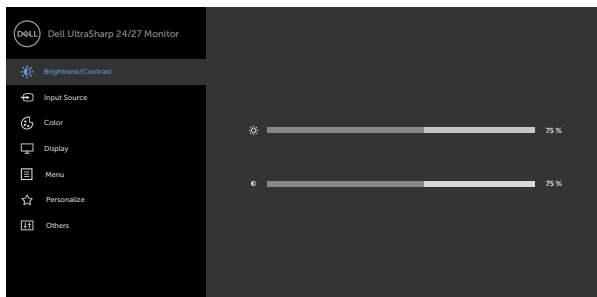 DELL
Dell UltraSharp 24/27 Monitor
Brightness/Contrast
Input Source
Color
Display
Menu
Personalize
Others
75 %
75 %